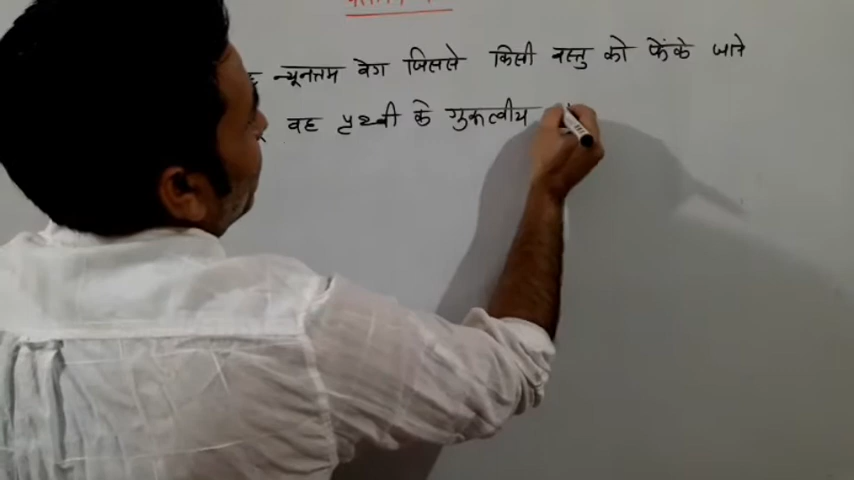 न्यूनतम वेग जिससे किसी वस्तु को फेंके जाने
वह पृथ्वी के गुरुत्वीय